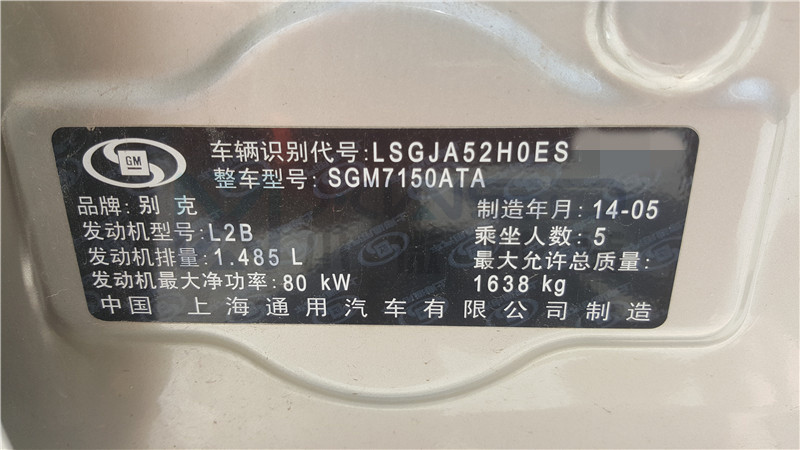 GM
车辆识别代号:LSGJA52H0ES
整车型号:SGM7150ATA
品牌:别克 制造年月:14-05
发动机型号:L2B 乘坐人数:5
发动机排量:1.485 L 最大允许总质量:
发动机最大净功率:80 kW 1638 kg
中国 上海通用汽车有限公司制造